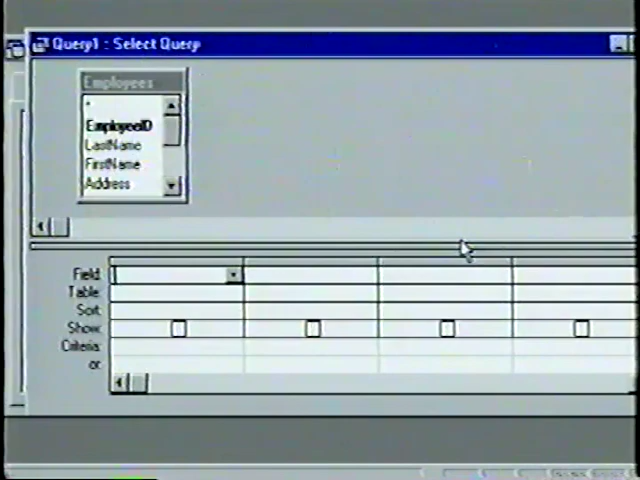 Query1 : Select Query
Employees
*
EmployeeID
LastName
FirstName
Address
Field:
Table:
Sort:
Show:
Criteria:
or: